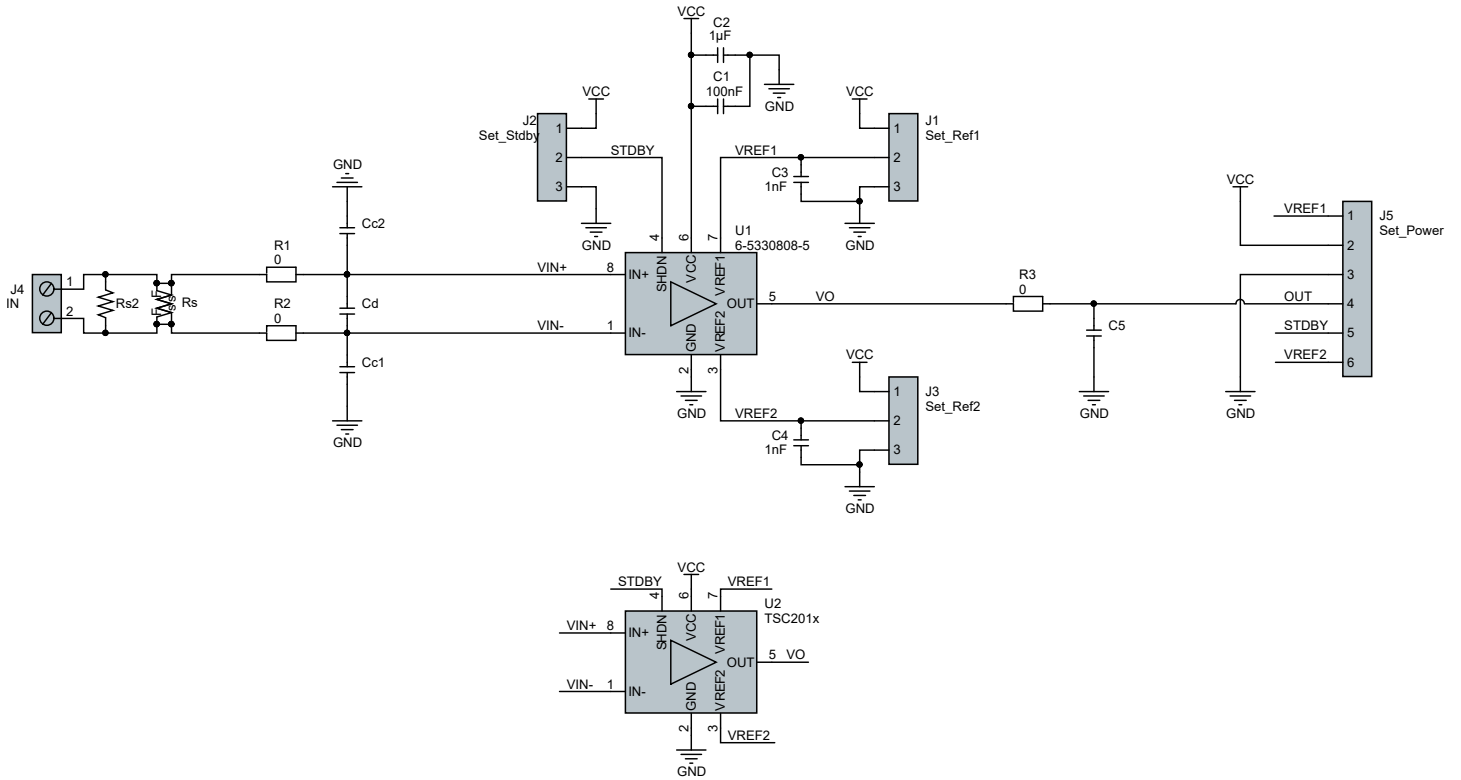 VCC
C2
1µF
C1
100nF
GND
VCC
J2
Set_Stdby
1
2
3
STDBY
GND
VCC
J1
Set_Ref1
1
2
3
VREF1
C3
1nF
GND
GND
Cc2
R1
0
VIN+
8
4
6
7
U1
6-5330808-5
IN+
SHDN
VCC
VREF1
OUT
5
VO
IN-
GND
VREF2
1
2
3
GND
J4
IN
1
2
Rs2
Rs
Cd
R2
0
VIN-
Cc1
GND
R3
0
C5
GND
VCC
VREF1
OUT
STDBY
VREF2
GND
1
2
3
4
5
6
J5
Set_Power
VCC
J3
Set_Ref2
1
2
3
VREF2
C4
1nF
GND
STDBY
VCC
VREF1
4
6
7
U2
TSC201x
VIN+
8
IN+
SHDN
VCC
VREF1
OUT
5
VO
VIN-
1
IN-
GND
VREF2
2
3
VREF2
GND